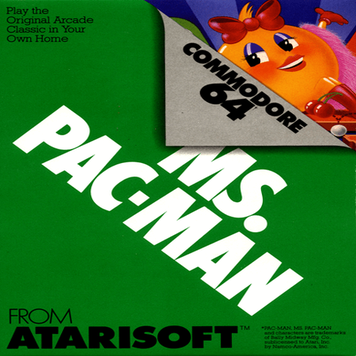 Play the
Original Arcade
Classic in Your
Own Home
COMMODORE
64
MS.
PAC-MAN
FROM
ATARISOFT™
*PAC-MAN, MS. PAC-MAN
and characters are trademarks
of Bally Midway Mfg. Co.
sublicensed to Atari, Inc.
by Namco-America, Inc.